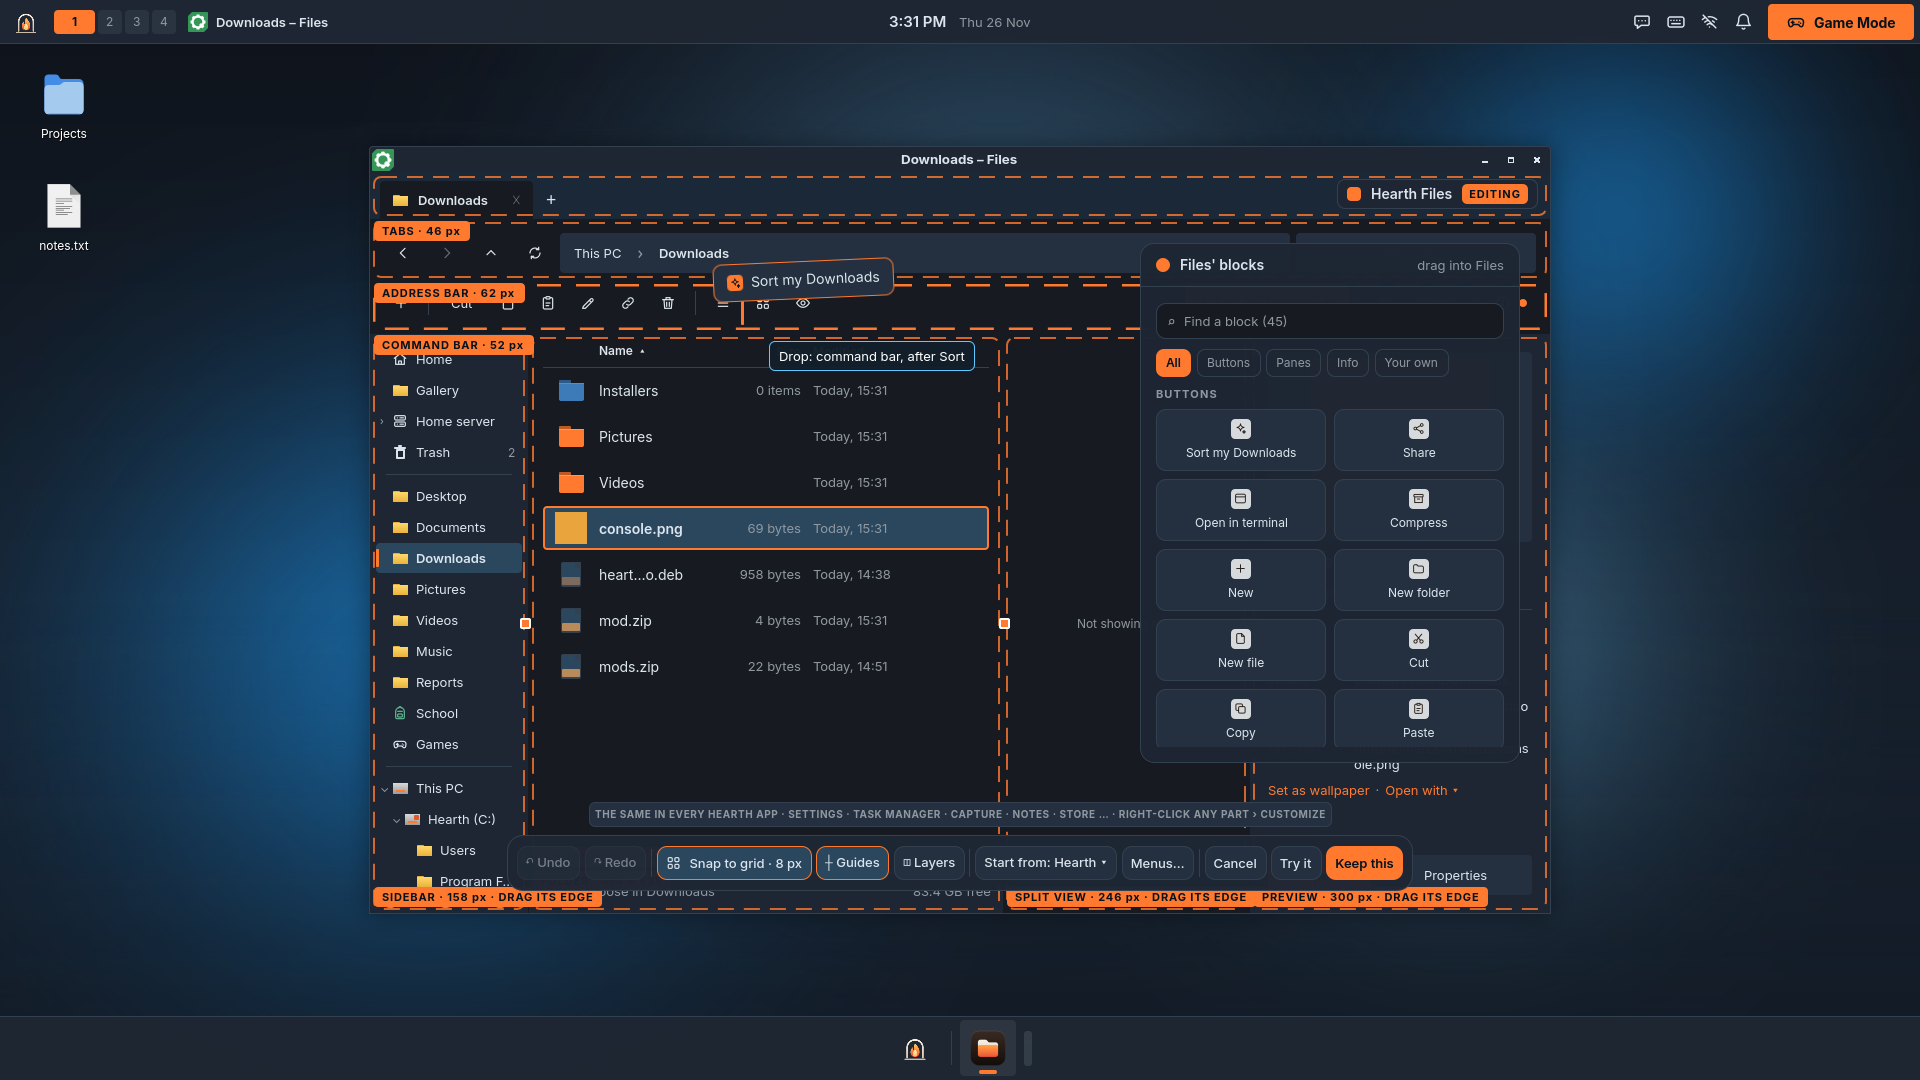 1 2 3 4 Downloads – Files 3:31 PM Thu 26 Nov Game Mode
Projects
notes.txt
Downloads – Files
Downloads
Hearth Files EDITING
TABS · 46 px
This PC › Downloads
Files' blocks drag into Files
Sort my Downloads
ADDRESS BAR · 62 px
Cut
Find a block (45)
COMMAND BAR · 52 px
Name
Drop: command bar, after Sort
All Buttons Panes Info Your own
BUTTONS
Home
Gallery
Home server
Trash 2
Desktop
Documents
Downloads
Pictures
Videos
Music
Reports
School
Games
This PC
Hearth (C:)
Users
Program F...
Installers 0 items Today, 15:31
Pictures Today, 15:31
Videos Today, 15:31
console.png 69 bytes Today, 15:31
heart...o.deb 958 bytes Today, 14:38
mod.zip 4 bytes Today, 15:31
mods.zip 22 bytes Today, 14:51
Not showin
Sort my Downloads Share
Open in terminal Compress
New New folder
New file Cut
Copy Paste
ole.png
Set as wallpaper · Open with
THE SAME IN EVERY HEARTH APP · SETTINGS · TASK MANAGER · CAPTURE · NOTES · STORE ... · RIGHT-CLICK ANY PART › CUSTOMIZE
Undo Redo Snap to grid · 8 px Guides Layers Start from: Hearth Menus... Cancel Try it Keep this
Properties
83.4 GB free
SIDEBAR · 158 px · DRAG ITS EDGE
SPLIT VIEW · 246 px · DRAG ITS EDGE
PREVIEW · 300 px · DRAG ITS EDGE